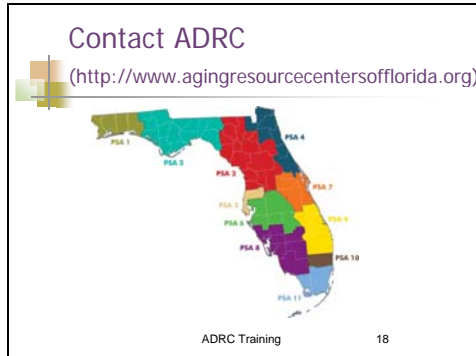 Contact ADRC
(http://www.agingresourcecentersofflorida.org)
PSA 1
PSA 2
PSA 4
PSA 3
PSA 7
PSA 5
PSA 6
PSA 9
PSA 8
PSA 10
PSA 11
ADRC Training 18